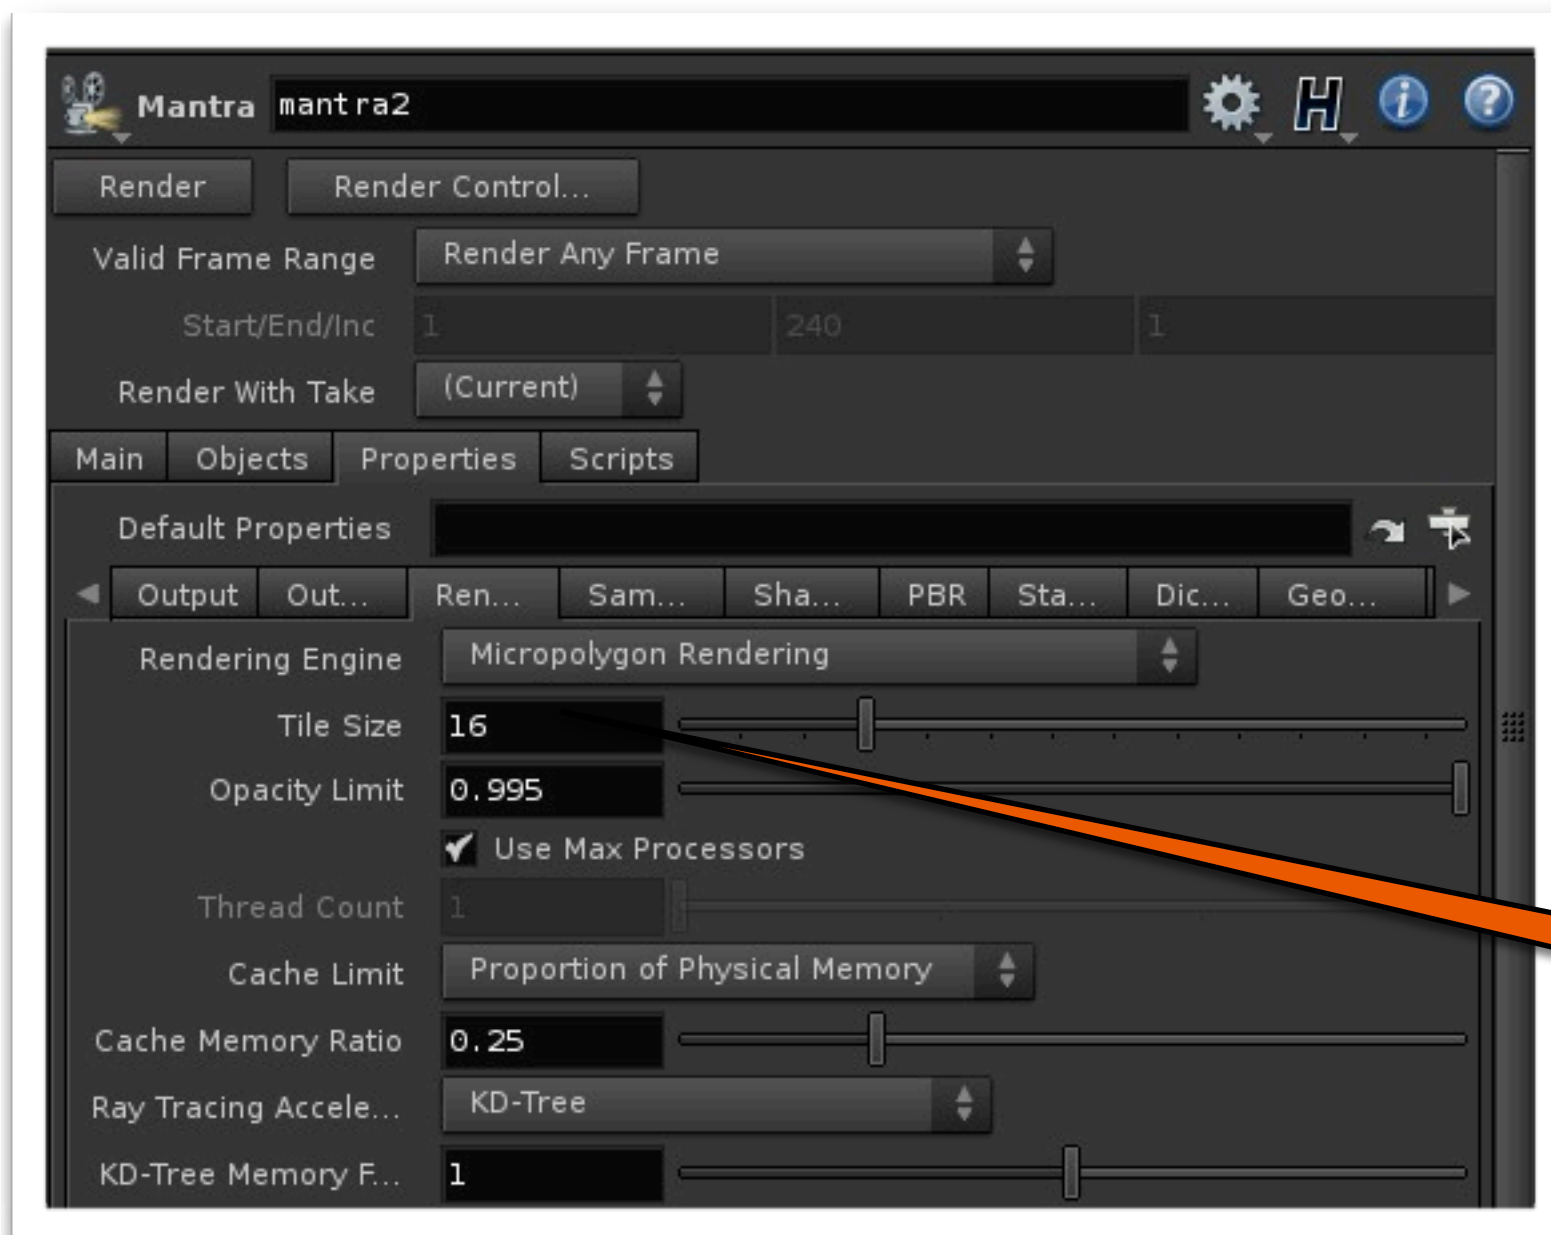 Mantra mantra2
Render Render Control...
Valid Frame Range Render Any Frame
Start/End/Inc 1 240 1
Render With Take (Current)
Main Objects Properties Scripts
Default Properties
Output Out... Ren... Sam... Sha... PBR Sta... Dic... Geo...
Rendering Engine Micropolygon Rendering
Tile Size 16
Opacity Limit 0.995
Use Max Processors
Thread Count 1
Cache Limit Proportion of Physical Memory
Cache Memory Ratio 0.25
Ray Tracing Accele... KD-Tree
KD-Tree Memory F... 1